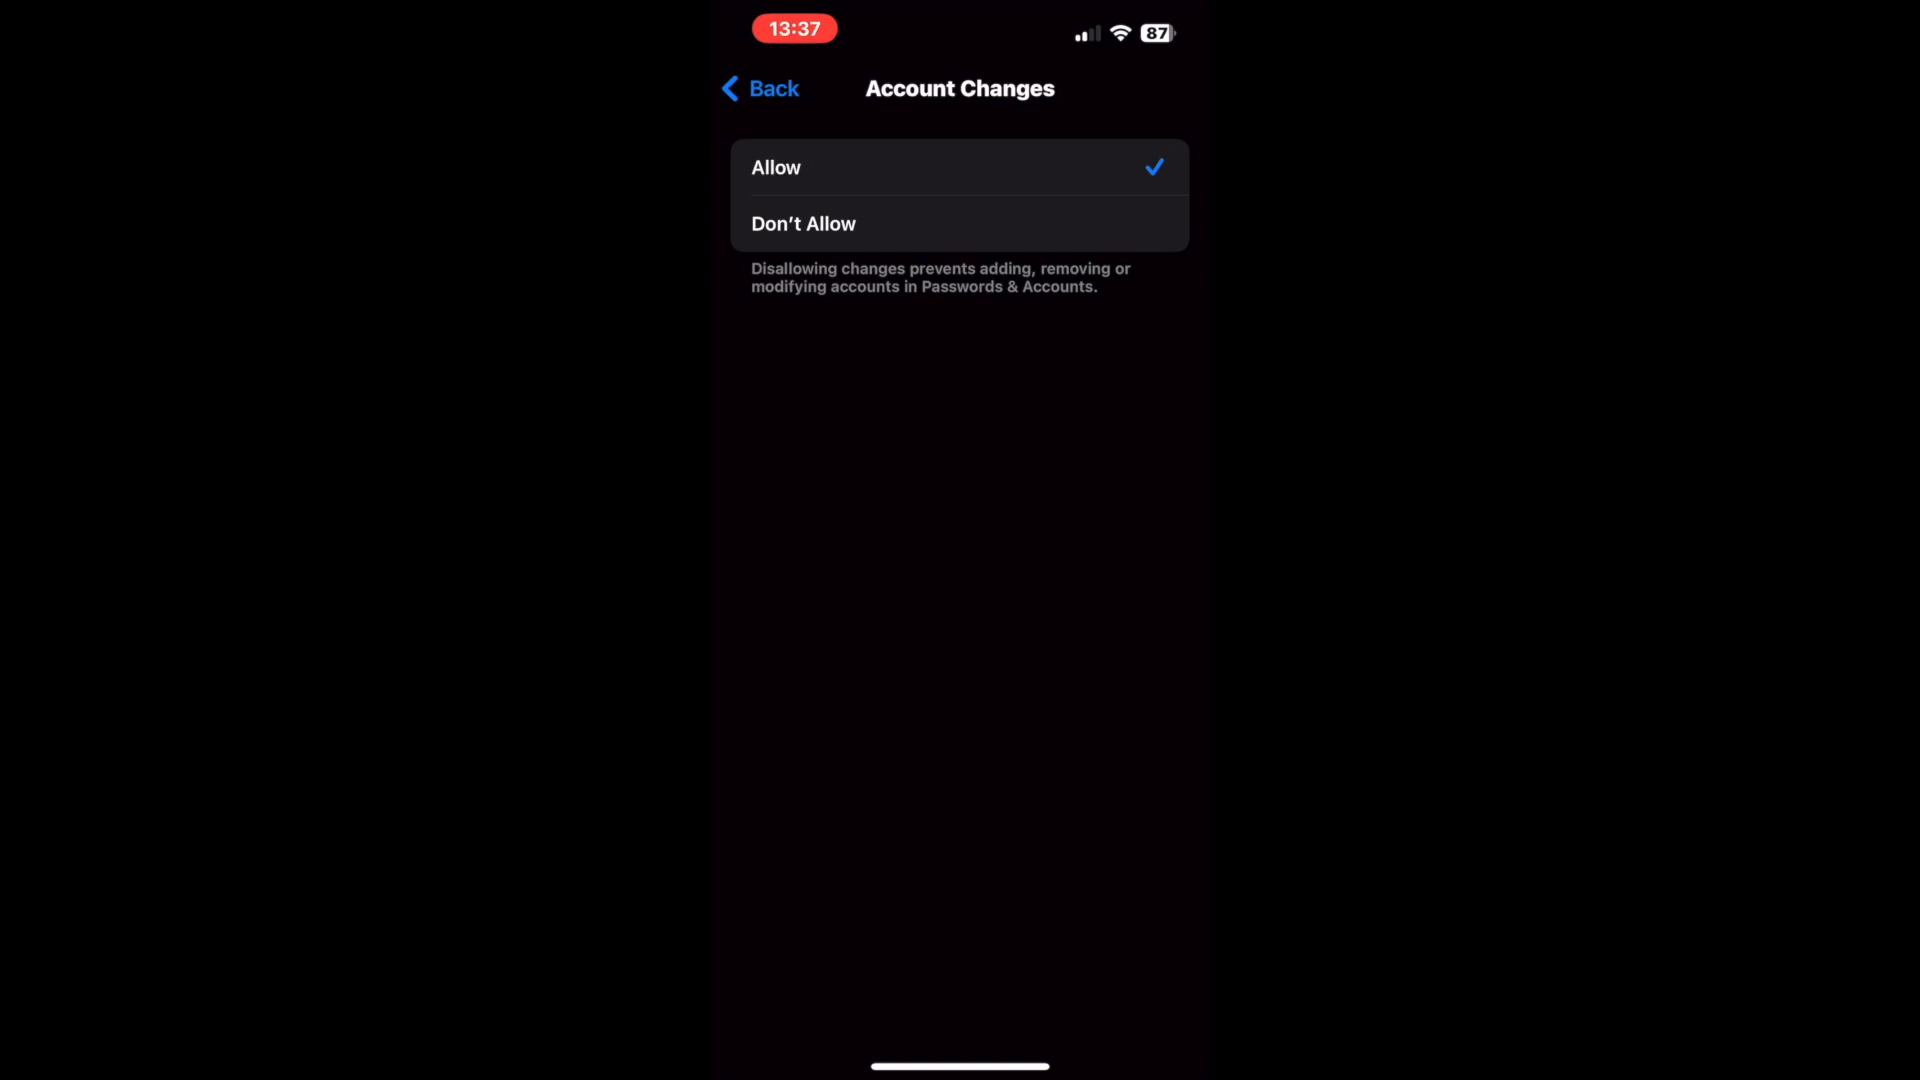 13:37
87
Back
Account Changes
Allow
Don’t Allow
Disallowing changes prevents adding, removing or
modifying accounts in Passwords & Accounts.